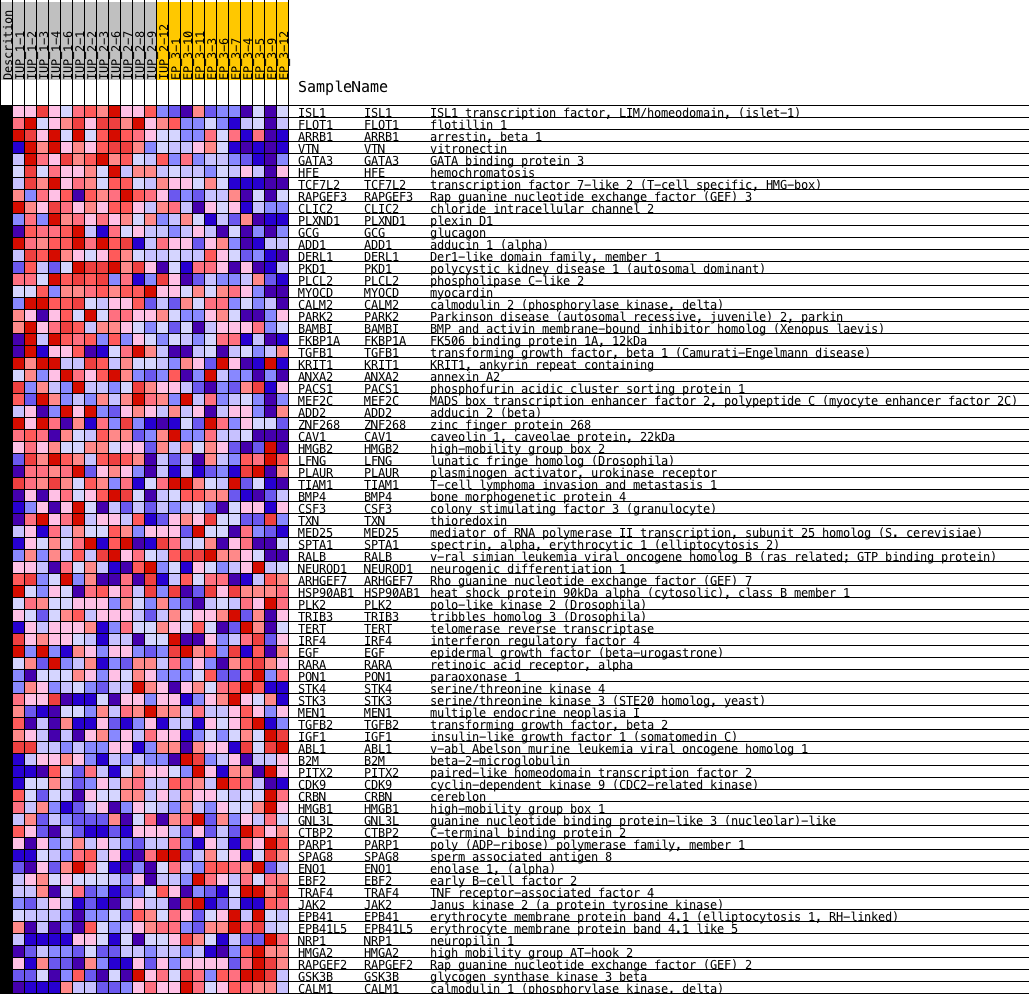 Descrition
IUP_1-1
IUP_1-2
IUP_1-3
IUP_1-4
IUP_1-6
IUP_2-1
IUP_2-2
IUP_2-3
IUP_2-6
IUP_2-7
IUP_2-8
IUP_2-9
IUP_2-12
EP_3-1
EP_3-10
EP_3-11
EP_3-3
EP_3-6
EP_3-7
EP_3-4
EP_3-5
EP_3-9
EP_3-12
SampleName
ISL1 ISL1 ISL1 transcription factor, LIM/homeodomain, (islet-1)
FLOT1 FLOT1 flotillin 1
ARRB1 ARRB1 arrestin, beta 1
VTN VTN vitronectin
GATA3 GATA3 GATA binding protein 3
HFE HFE hemochromatosis
TCF7L2 TCF7L2 transcription factor 7-like 2 (T-cell specific, HMG-box)
RAPGEF3 RAPGEF3 Rap guanine nucleotide exchange factor (GEF) 3
CLIC2 CLIC2 chloride intracellular channel 2
PLXND1 PLXND1 plexin D1
GCG GCG glucagon
ADD1 ADD1 adducin 1 (alpha)
DERL1 DERL1 Der1-like domain family, member 1
PKD1 PKD1 polycystic kidney disease 1 (autosomal dominant)
PLCL2 PLCL2 phospholipase C-like 2
MYOCD MYOCD myocardin
CALM2 CALM2 calmodulin 2 (phosphorylase kinase, delta)
PARK2 PARK2 Parkinson disease (autosomal recessive, juvenile) 2, parkin
BAMBI BAMBI BMP and activin membrane-bound inhibitor homolog (Xenopus laevis)
FKBP1A FKBP1A FK506 binding protein 1A, 12kDa
TGFB1 TGFB1 transforming growth factor, beta 1 (Camurati-Engelmann disease)
KRIT1 KRIT1 KRIT1, ankyrin repeat containing
ANXA2 ANXA2 annexin A2
PACS1 PACS1 phosphofurin acidic cluster sorting protein 1
MEF2C MEF2C MADS box transcription enhancer factor 2, polypeptide C (myocyte enhancer factor 2C)
ADD2 ADD2 adducin 2 (beta)
ZNF268 ZNF268 zinc finger protein 268
CAV1 CAV1 caveolin 1, caveolae protein, 22kDa
HMGB2 HMGB2 high-mobility group box 2
LFNG LFNG lunatic fringe homolog (Drosophila)
PLAUR PLAUR plasminogen activator, urokinase receptor
TIAM1 TIAM1 T-cell lymphoma invasion and metastasis 1
BMP4 BMP4 bone morphogenetic protein 4
CSF3 CSF3 colony stimulating factor 3 (granulocyte)
TXN TXN thioredoxin
MED25 MED25 mediator of RNA polymerase II transcription, subunit 25 homolog (S. cerevisiae)
SPTA1 SPTA1 spectrin, alpha, erythrocytic 1 (elliptocytosis 2)
RALB RALB v-ral simian leukemia viral oncogene homolog B (ras related; GTP binding protein)
NEUROD1 NEUROD1 neurogenic differentiation 1
ARHGEF7 ARHGEF7 Rho guanine nucleotide exchange factor (GEF) 7
HSP90AB1 HSP90AB1 heat shock protein 90kDa alpha (cytosolic), class B member 1
PLK2 PLK2 polo-like kinase 2 (Drosophila)
TRIB3 TRIB3 tribbles homolog 3 (Drosophila)
TERT TERT telomerase reverse transcriptase
IRF4 IRF4 interferon regulatory factor 4
EGF EGF epidermal growth factor (beta-urogastrone)
RARA RARA retinoic acid receptor, alpha
PON1 PON1 paraoxonase 1
STK4 STK4 serine/threonine kinase 4
STK3 STK3 serine/threonine kinase 3 (STE20 homolog, yeast)
MEN1 MEN1 multiple endocrine neoplasia I
TGFB2 TGFB2 transforming growth factor, beta 2
IGF1 IGF1 insulin-like growth factor 1 (somatomedin C)
ABL1 ABL1 v-abl Abelson murine leukemia viral oncogene homolog 1
B2M B2M beta-2-microglobulin
PITX2 PITX2 paired-like homeodomain transcription factor 2
CDK9 CDK9 cyclin-dependent kinase 9 (CDC2-related kinase)
CRBN CRBN cereblon
HMGB1 HMGB1 high-mobility group box 1
GNL3L GNL3L guanine nucleotide binding protein-like 3 (nucleolar)-like
CTBP2 CTBP2 C-terminal binding protein 2
PARP1 PARP1 poly (ADP-ribose) polymerase family, member 1
SPAG8 SPAG8 sperm associated antigen 8
ENO1 ENO1 enolase 1, (alpha)
EBF2 EBF2 early B-cell factor 2
TRAF4 TRAF4 TNF receptor-associated factor 4
JAK2 JAK2 Janus kinase 2 (a protein tyrosine kinase)
EPB41 EPB41 erythrocyte membrane protein band 4.1 (elliptocytosis 1, RH-linked)
EPB41L5 EPB41L5 erythrocyte membrane protein band 4.1 like 5
NRP1 NRP1 neuropilin 1
HMGA2 HMGA2 high mobility group AT-hook 2
RAPGEF2 RAPGEF2 Rap guanine nucleotide exchange factor (GEF) 2
GSK3B GSK3B glycogen synthase kinase 3 beta
CALM1 CALM1 calmodulin 1 (phosphorylase kinase, delta)